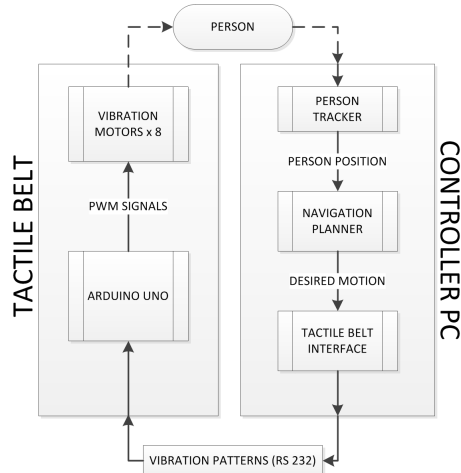 PERSON
TACTILE BELT
VIBRATION
MOTORS x 8
PWM SIGNALS
ARDUINO UNO
CONTROLLER PC
PERSON
TRACKER
PERSON POSITION
NAVIGATION
PLANNER
DESIRED MOTION
TACTILE BELT
INTERFACE
VIBRATION PATTERNS (RS 232)